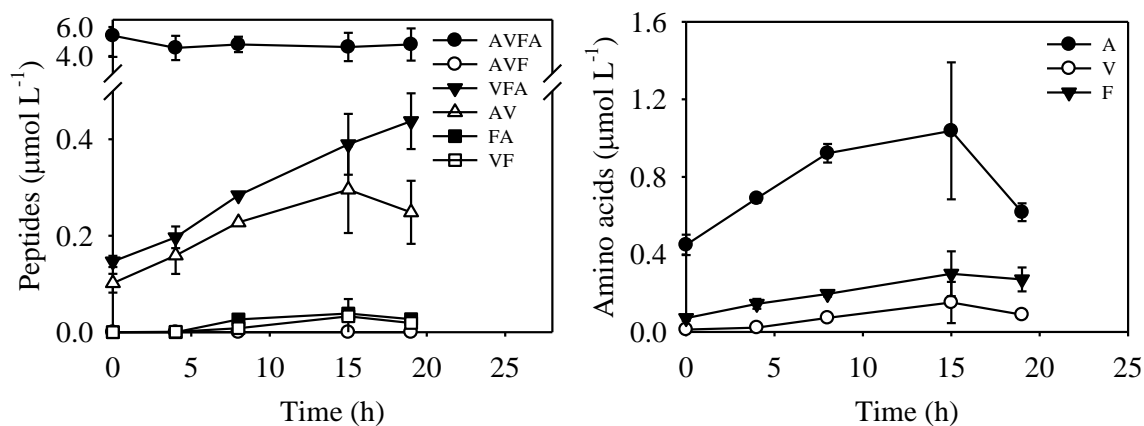 Peptides (µmol L⁻¹)
6.0
4.0
0.4
0.2
0.0
0 5 10 15 20 25
Time (h)
AVFA
AVF
VFA
AV
FA
VF
Amino acids (µmol L⁻¹)
1.6
1.2
0.8
0.4
0.0
0 5 10 15 20 25
Time (h)
A
V
F